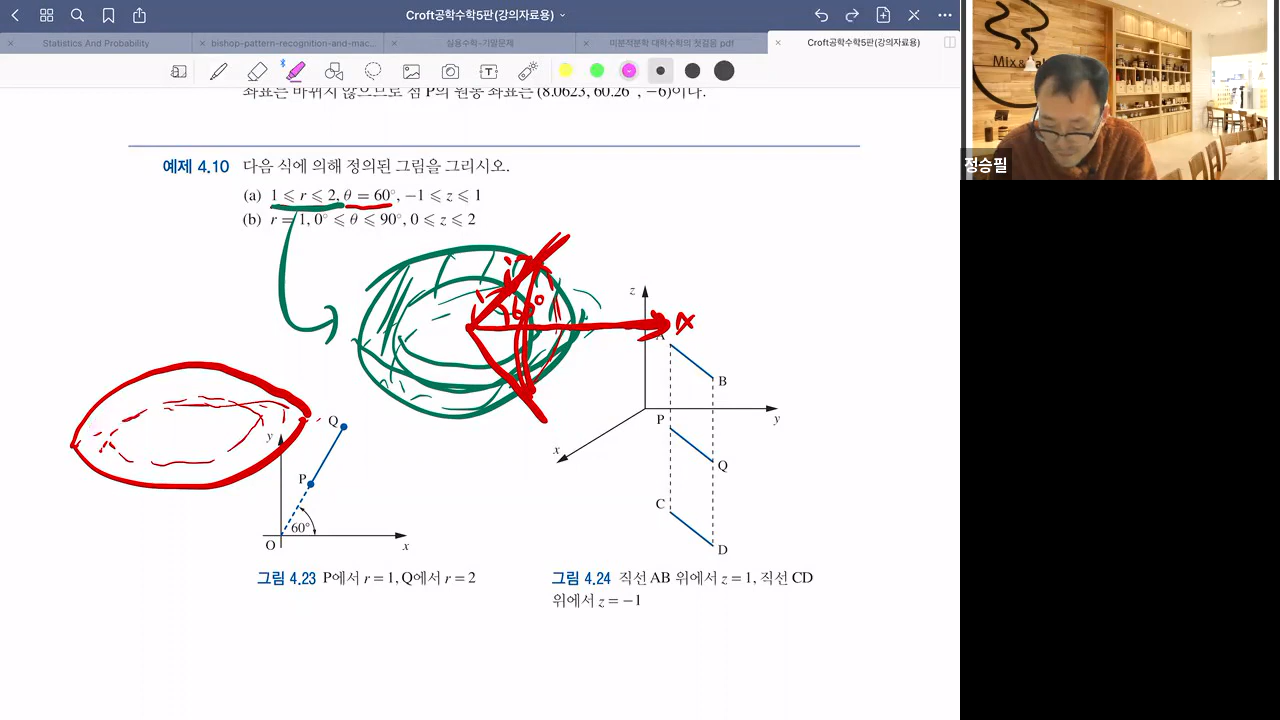 Croft공학수학5판(강의자료용)
Statistics And Probability
bishop-pattern-recognition-and-mac...
실용수학-기말문제
미분적분학 대학수학의 첫걸음.pdf
Croft공학수학5판(강의자료용)
좌표는 바뀌지 않으므로 점 P의 원통 좌표는 (8.0623, 60.26°, −6)이다.
예제 4.10 다음 식에 의해 정의된 그림을 그리시오.
(a) 1 ⩽ r ⩽ 2, θ = 60°, −1 ⩽ z ⩽ 1
(b) r = 1, 0° ⩽ θ ⩽ 90°, 0 ⩽ z ⩽ 2
60°
z
A
B
P
y
x
Q
C
D
Q
y
P
60°
O
x
그림 4.23 P에서 r = 1, Q에서 r = 2
그림 4.24 직선 AB 위에서 z = 1, 직선 CD
위에서 z = −1
정승필